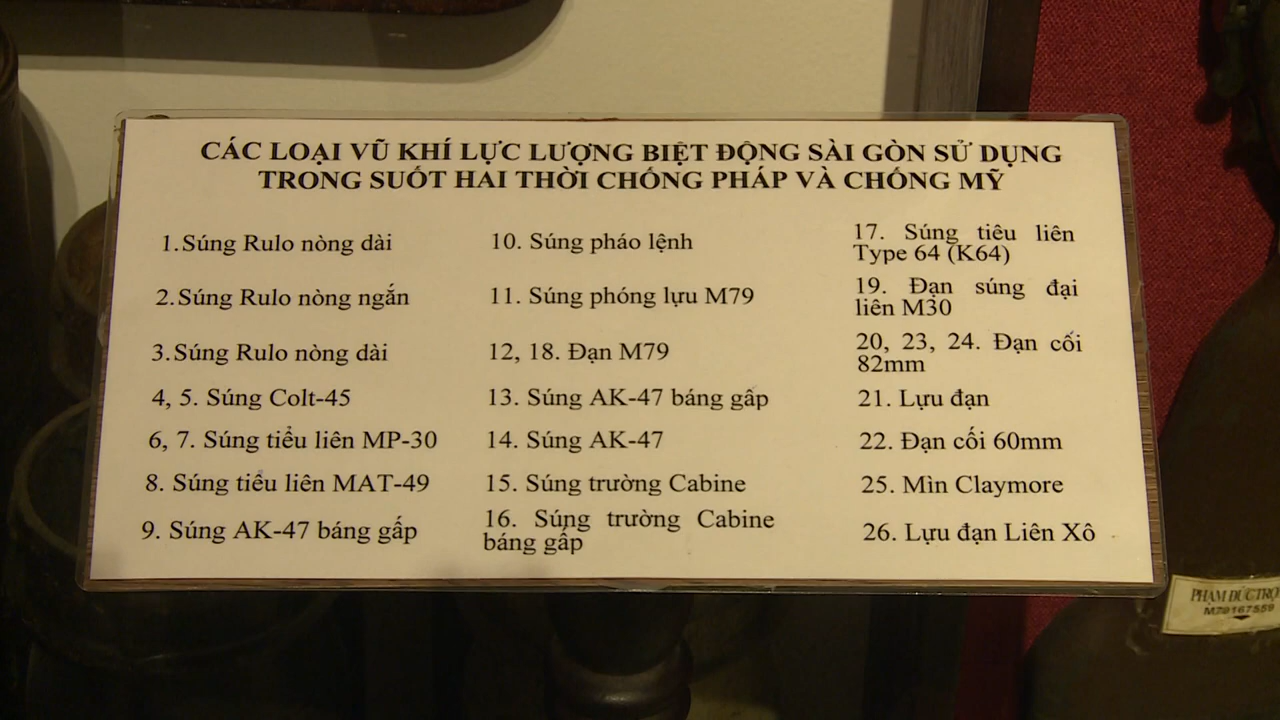 CÁC LOẠI VŨ KHÍ LỰC LƯỢNG BIỆT ĐỘNG SÀI GÒN SỬ DỤNG
TRONG SUỐT HAI THỜI CHỐNG PHÁP VÀ CHỐNG MỸ
1.Súng Rulo nòng dài
2.Súng Rulo nòng ngắn
3.Súng Rulo nòng dài
4, 5. Súng Colt-45
6, 7. Súng tiểu liên MP-30
8. Súng tiểu liên MAT-49
9. Súng AK-47 báng gấp
10. Súng pháo lệnh
11. Súng phóng lựu M79
12, 18. Đạn M79
13. Súng AK-47 báng gấp
14. Súng AK-47
15. Súng trường Cabine
16. Súng trường Cabine
báng gấp
17. Súng tiêu liên
Type 64 (K64)
19. Đạn súng đại
liên M30
20, 23, 24. Đạn cối
82mm
21. Lựu đạn
22. Đạn cối 60mm
25. Mìn Claymore
26. Lựu đạn Liên Xô
PHẠM ĐỨC
M79167559